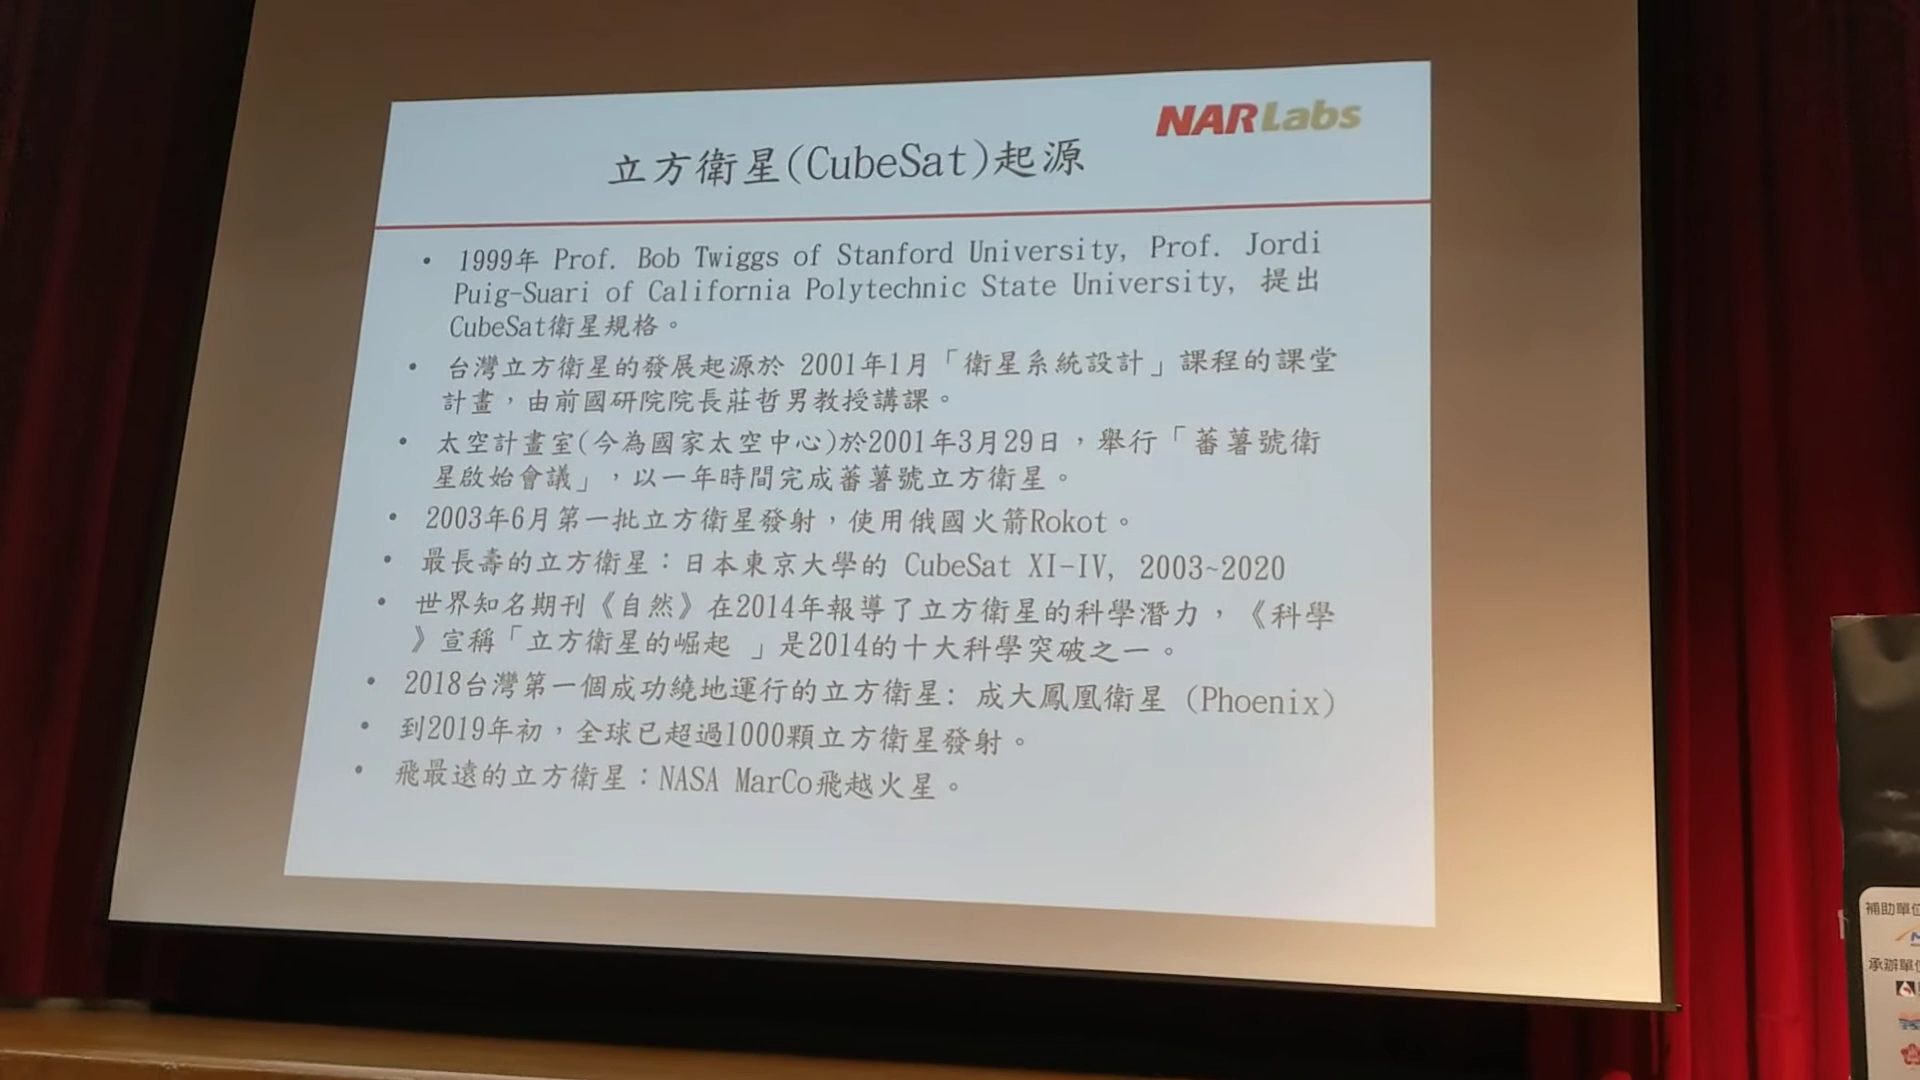 NARLabs
立方衛星(CubeSat)起源
• 1999年 Prof. Bob Twiggs of Stanford University, Prof. Jordi
Puig-Suari of California Polytechnic State University, 提出
CubeSat衛星規格。
• 台灣立方衛星的發展起源於 2001年1月「衛星系統設計」課程的課堂
計畫，由前國研院院長莊哲男教授講課。
• 太空計畫室(今為國家太空中心)於2001年3月29日，舉行「蕃薯號衛
星啟始會議」，以一年時間完成蕃薯號立方衛星。
• 2003年6月第一批立方衛星發射，使用俄國火箭Rokot。
• 最長壽的立方衛星：日本東京大學的 CubeSat XI-IV, 2003~2020
• 世界知名期刊《自然》在2014年報導了立方衛星的科學潛力，《科學
》宣稱「立方衛星的崛起 」是2014的十大科學突破之一。
• 2018台灣第一個成功繞地運行的立方衛星: 成大鳳凰衛星 (Phoenix)
• 到2019年初，全球已超過1000顆立方衛星發射。
• 飛最遠的立方衛星：NASA MarCo飛越火星。
補助單位
承辦單位